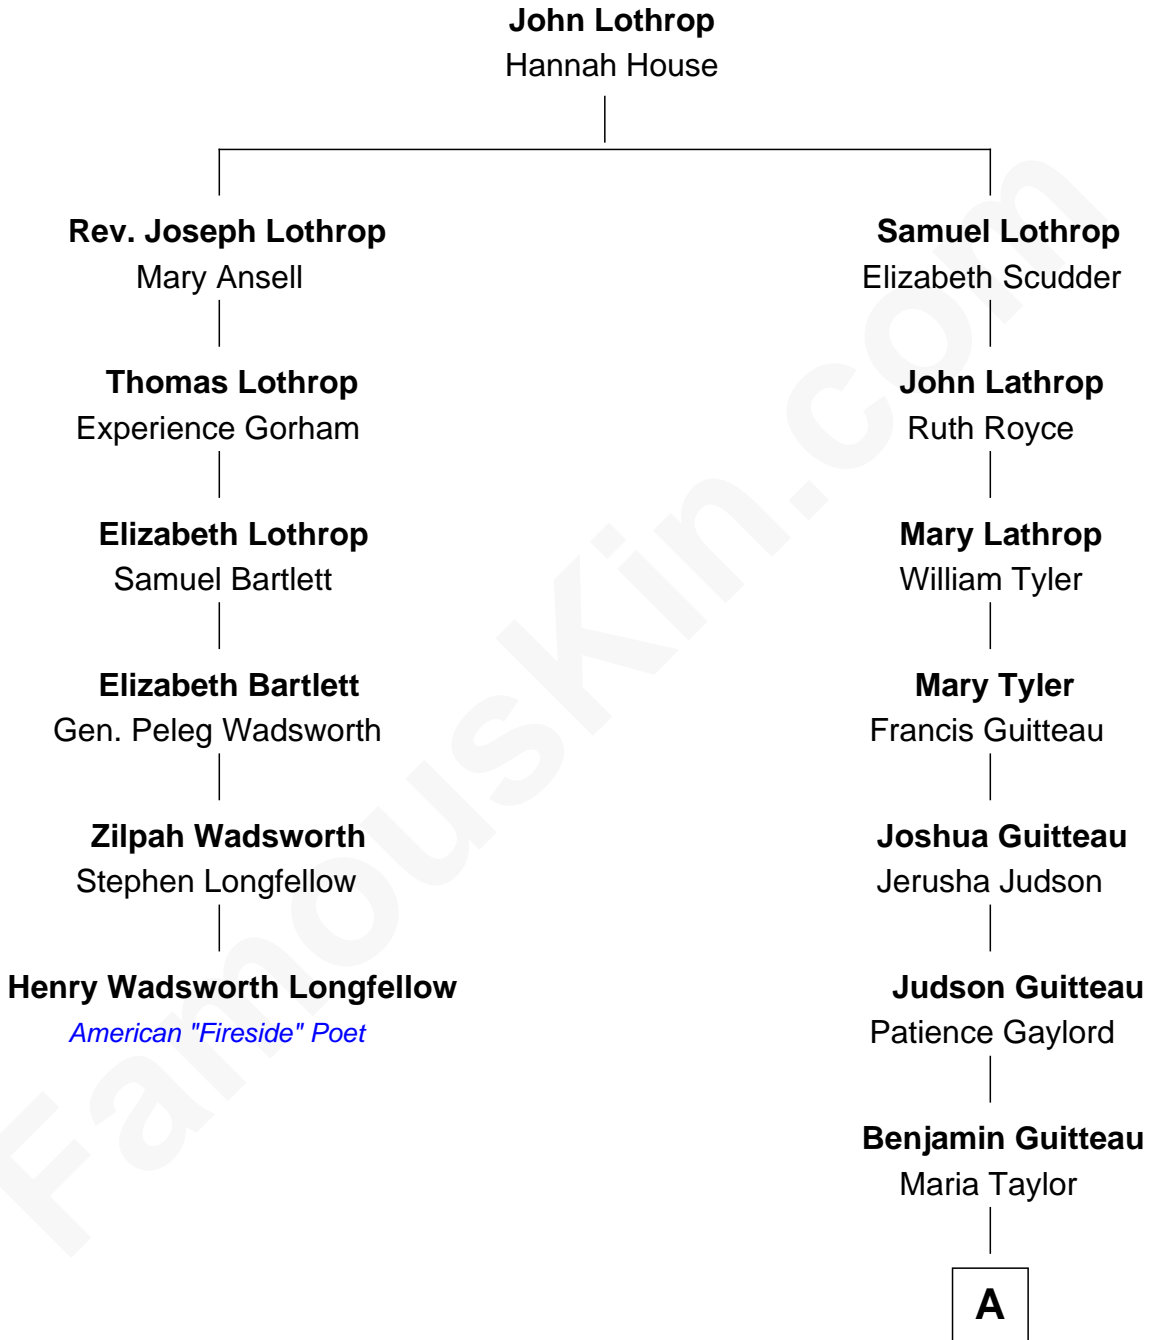 John Lothrop
Hannah House
Rev. Joseph Lothrop
Mary Ansell
Thomas Lothrop
Experience Gorham
Elizabeth Lothrop
Samuel Bartlett
Elizabeth Bartlett
Gen. Peleg Wadsworth
Zilpah Wadsworth
Stephen Longfellow
Henry Wadsworth Longfellow
American "Fireside" Poet
Samuel Lothrop
Elizabeth Scudder
John Lathrop
Ruth Royce
Mary Lathrop
William Tyler
Mary Tyler
Francis Guitteau
Joshua Guitteau
Jerusha Judson
Judson Guitteau
Patience Gaylord
Benjamin Guitteau
Maria Taylor
A
FamousKin.com